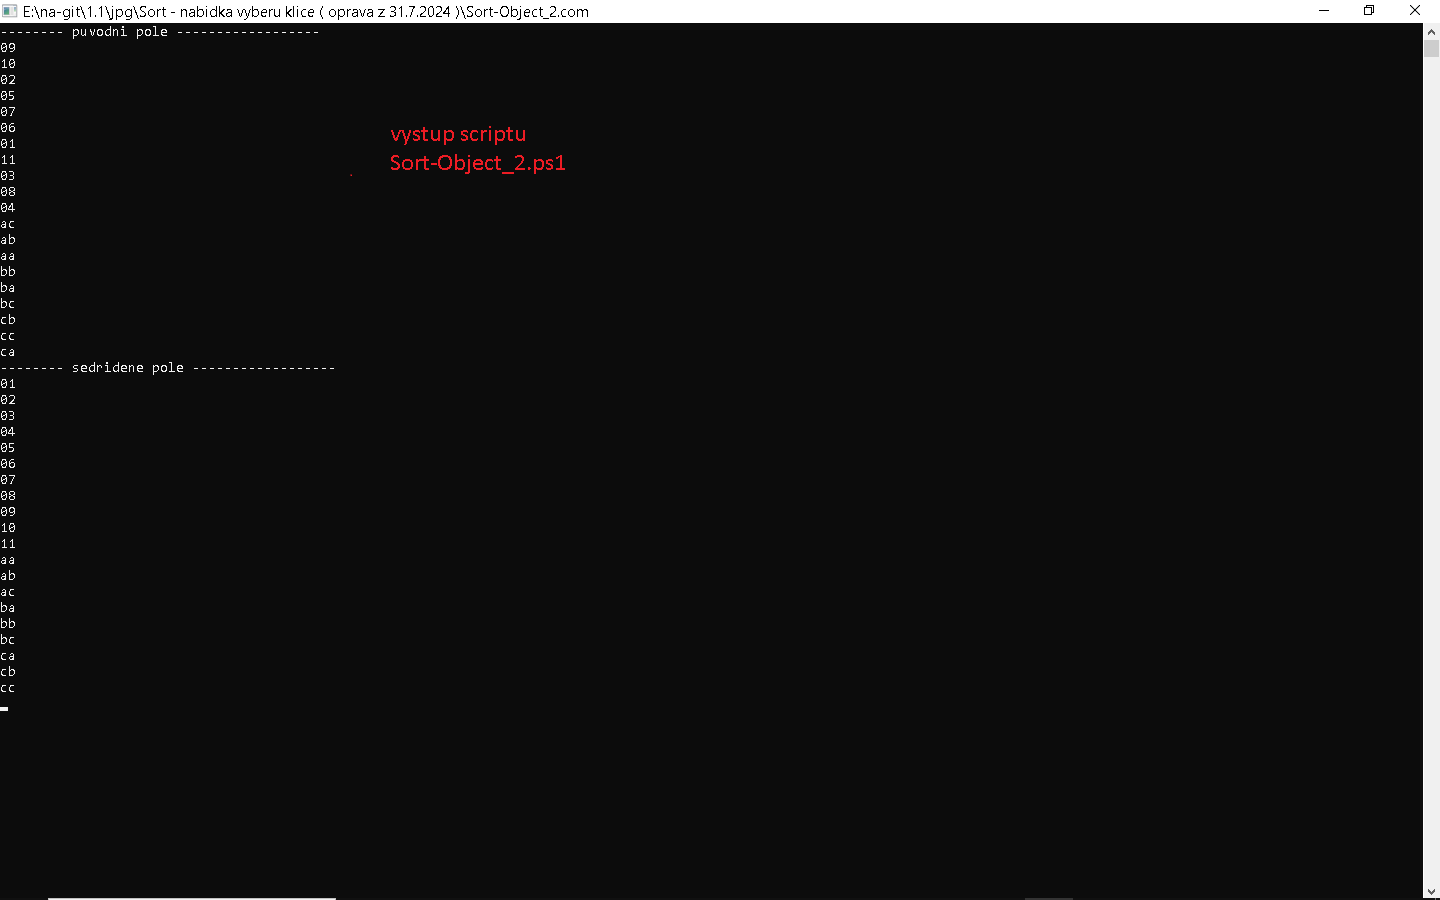 E:\na-git\1.1\jpg\Sort - nabidka vyberu klice ( oprava z 31.7.2024 )\Sort-Object_2.com
-------- puvodni pole ------------------
09
10
02
05
07
06
01
11
03
08
04
ac
ab
aa
bb
ba
bc
cb
cc
ca
vystup scriptu
Sort-Object_2.ps1
-------- sedridene pole ------------------
01
02
03
04
05
06
07
08
09
10
11
aa
ab
ac
ba
bb
bc
ca
cb
cc